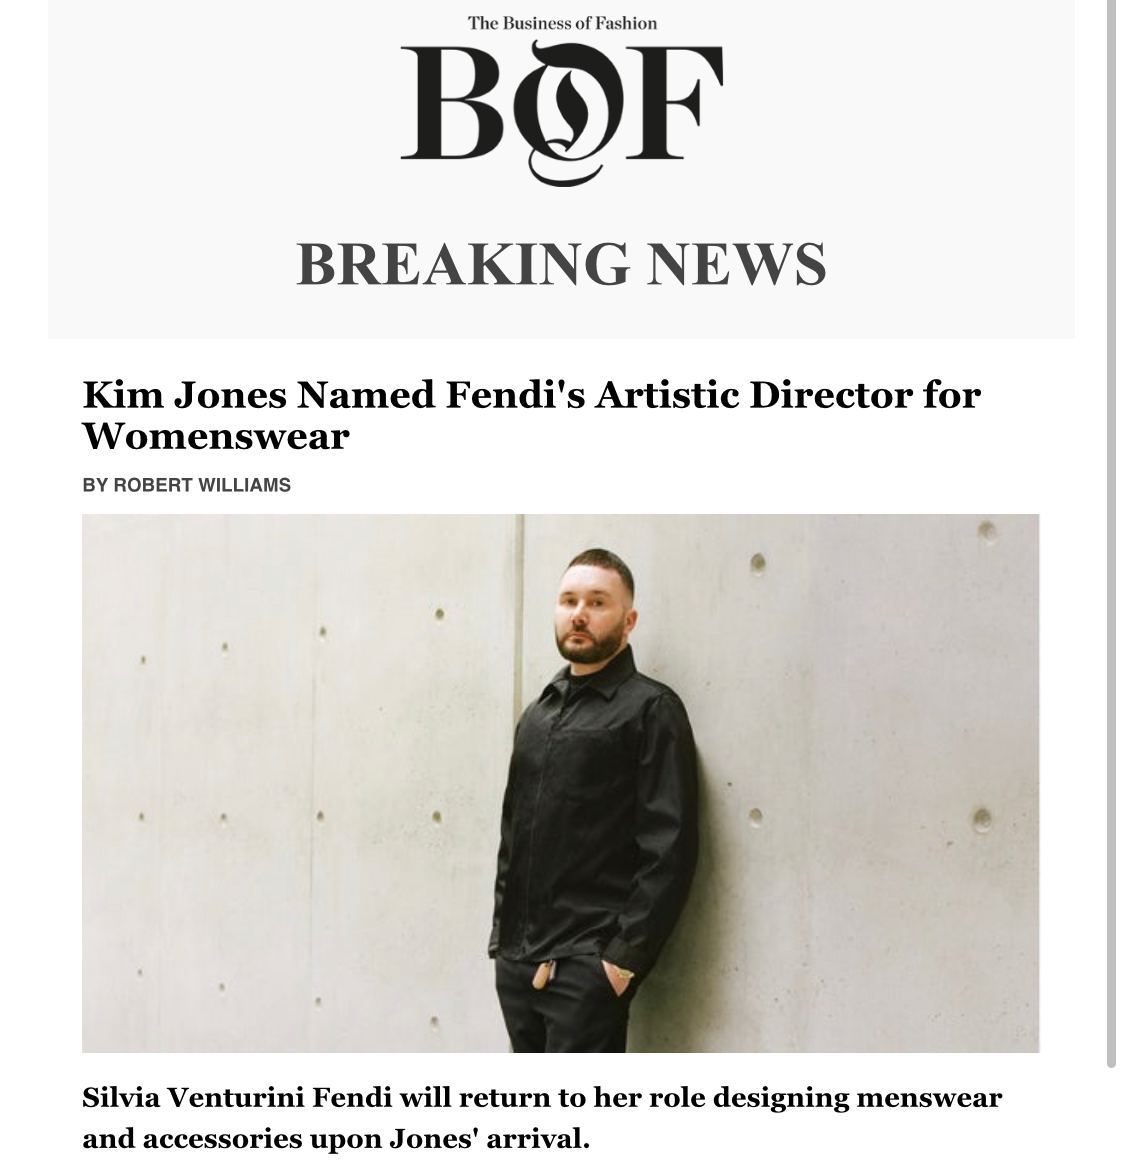 The Business of Fashion
BOF
BREAKING NEWS
Kim Jones Named Fendi's Artistic Director for
Womenswear
BY ROBERT WILLIAMS
Silvia Venturini Fendi will return to her role designing menswear
and accessories upon Jones' arrival.